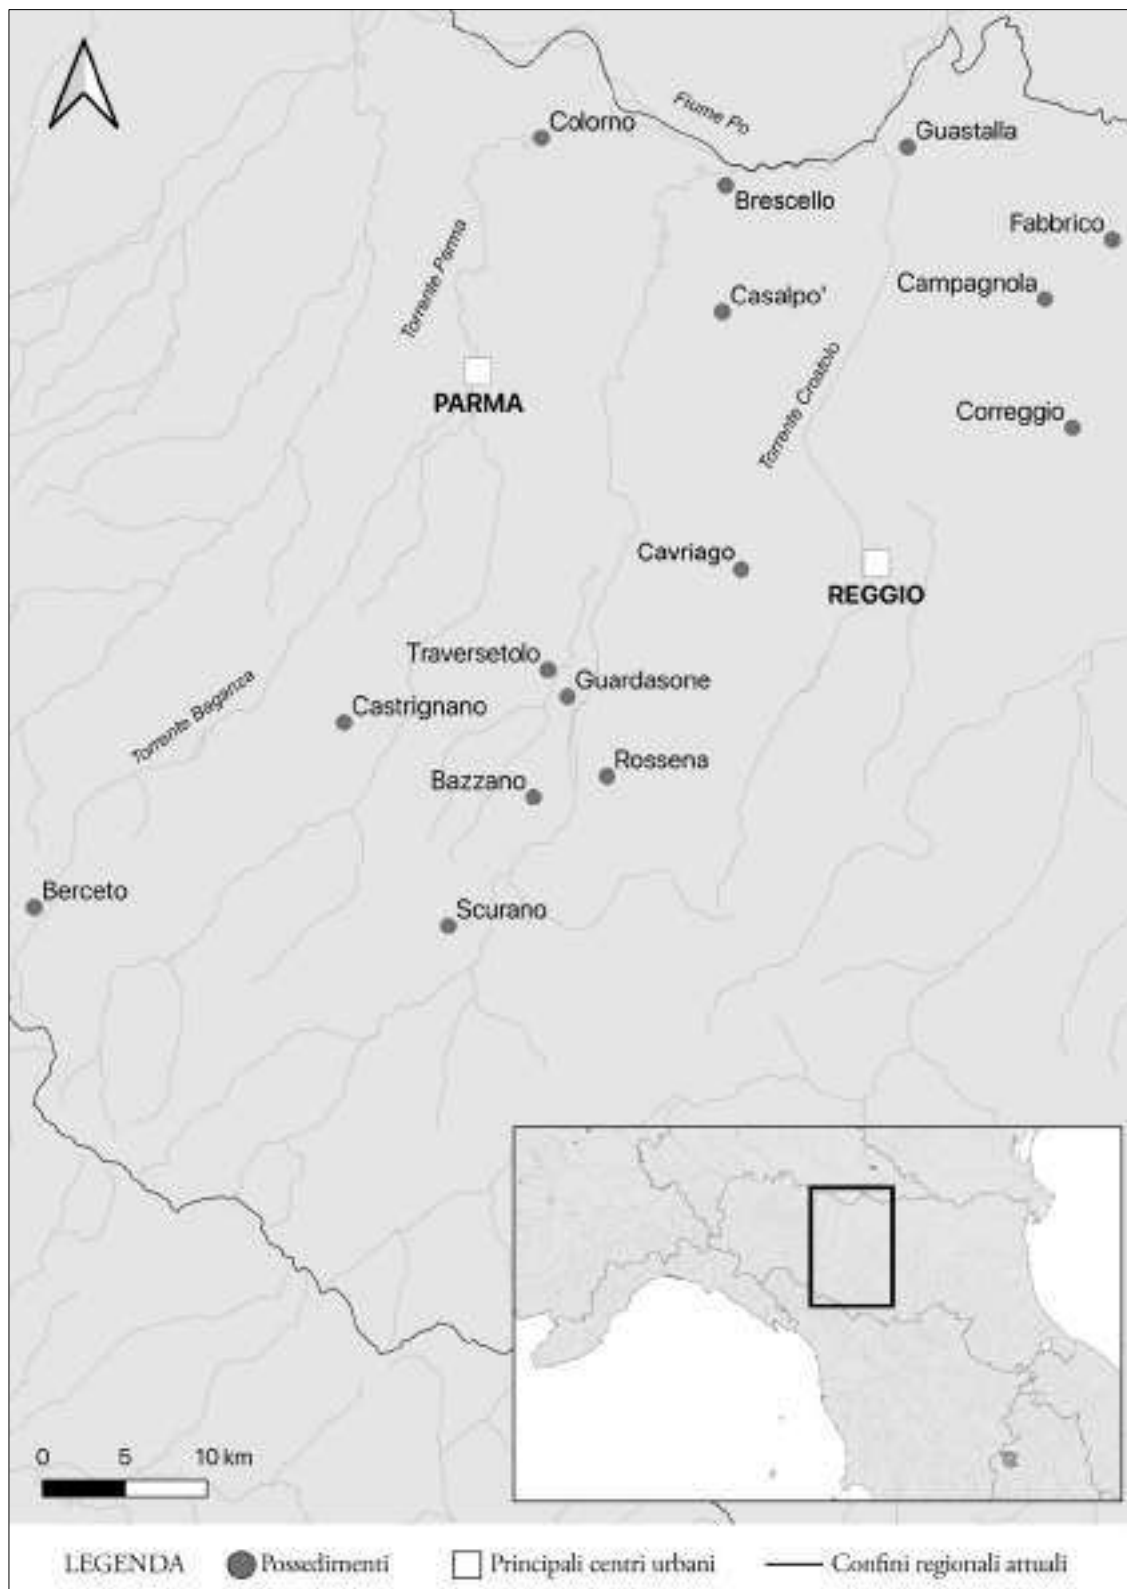 Fiume Po
Colorno
Guastalla
Brescello
Fabbrico
Torrente Parma
Campagnola
Casalpo'
PARMA
Torrente Crostolo
Correggio
Cavriago
REGGIO
Traversetolo
Guardasone
Torrente Baganza
Castrignano
Rossena
Bazzano
Berceto
Scurano
0 5 10 km
LEGENDA Possedimenti Principali centri urbani Confini regionali attuali